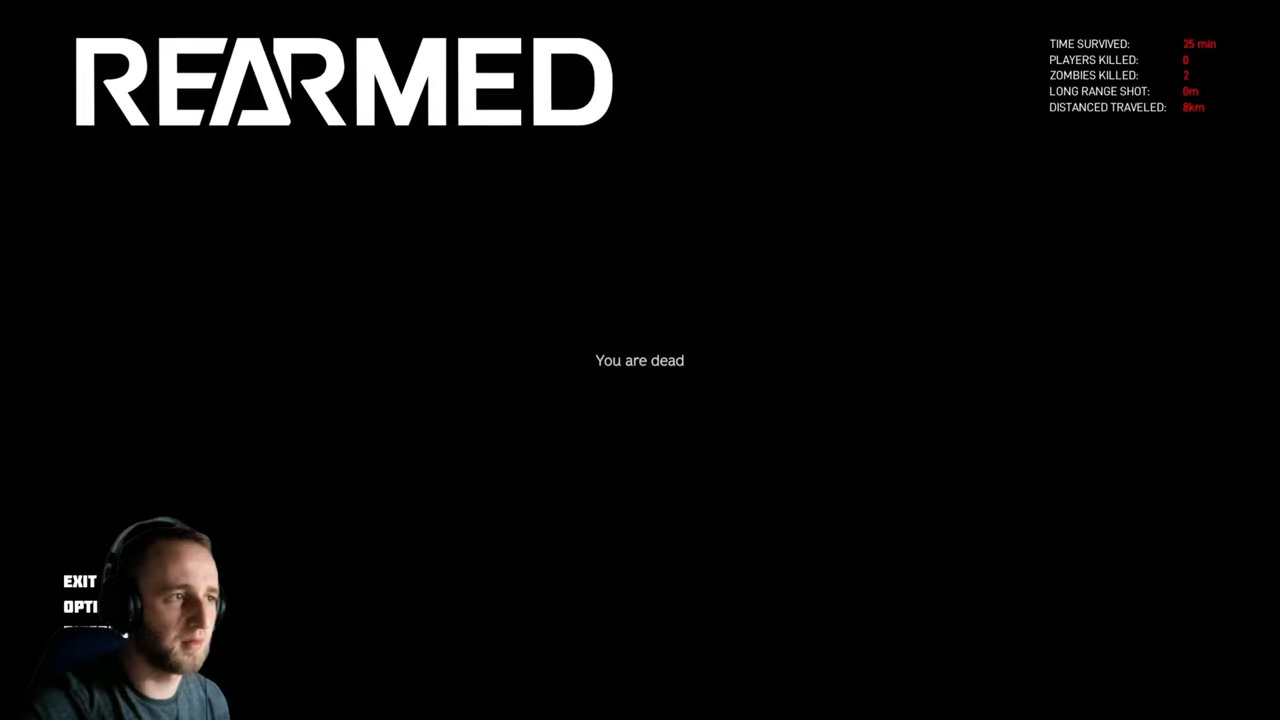 REARMED
TIME SURVIVED: 25 min
PLAYERS KILLED: 0
ZOMBIES KILLED: 2
LONG RANGE SHOT: 0m
DISTANCED TRAVELED: 8km
You are dead
EXIT
OPTI